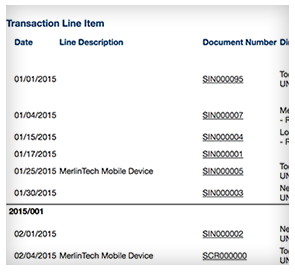 Transaction Line Item
Date Line Description Document Number Di
01/01/2015 SIN000095 To
UN
01/04/2015 SIN000007 Me
- F
01/15/2015 SIN000004 Lo
- F
01/17/2015 SIN000001
01/25/2015 MerlinTech Mobile Device SIN000005 To
UN
01/30/2015 SIN000003 Ne
UN
2015/001
02/01/2015 SIN000002 Ne
UN
02/04/2015 MerlinTech Mobile Device SCR000000 To
UN